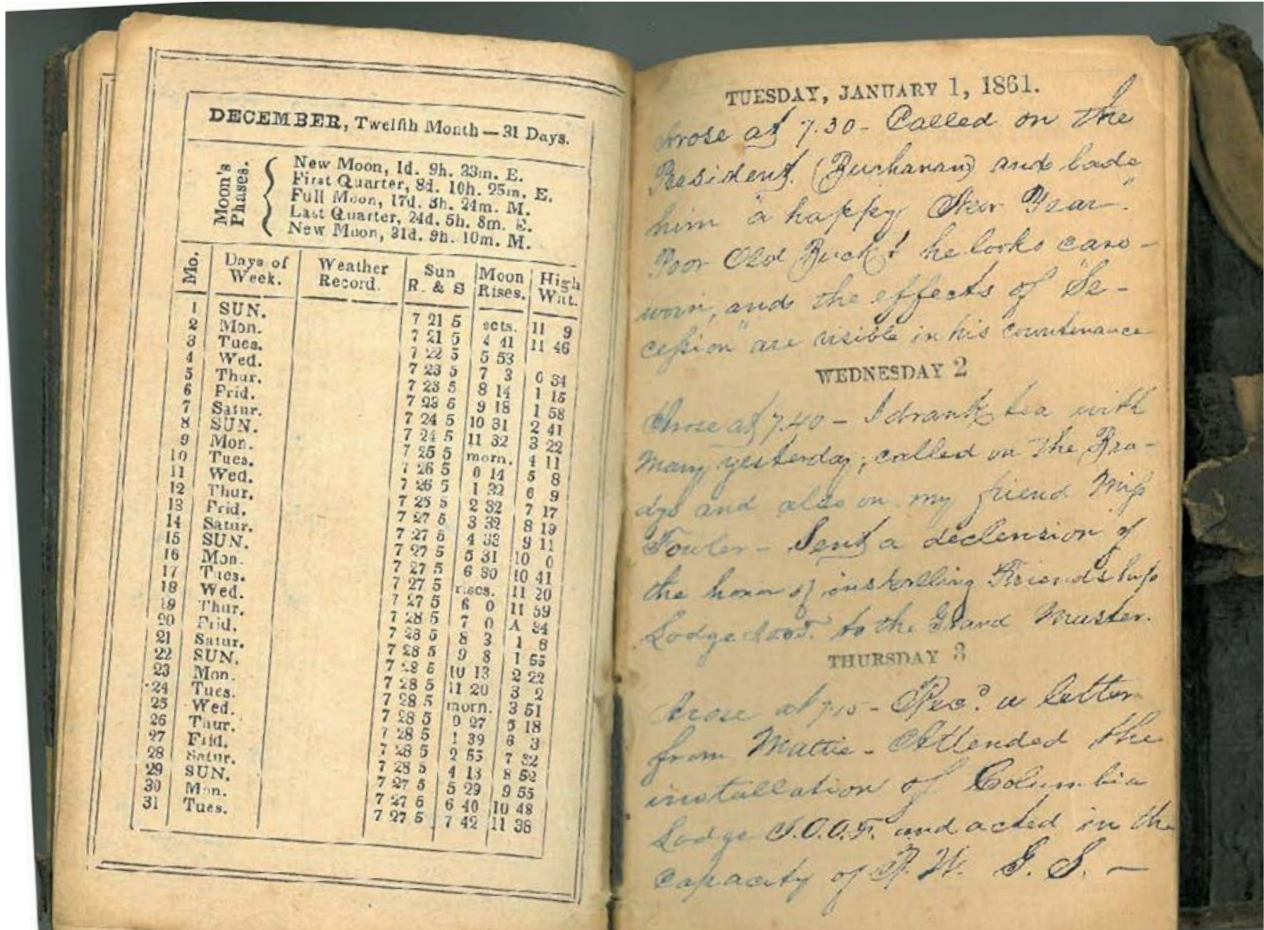 DECEMBER, Twelfth Month — 31 Days.
Moon's Phases.
New Moon, 1d. 9h. 33m. E.
First Quarter, 8d. 10h. 25m. E.
Full Moon, 17d. 3h. 24m. M.
Last Quarter, 24d. 5h. 8m. E.
New Moon, 31d. 9h. 10m. M.
Mo. Days of Week. Weather Record. Sun R. & S Moon Rises. High Wat.
1 SUN. 7 21 5 sets. 11 9
2 Mon. 7 21 5 4 41 11 46
3 Tues. 7 22 5 5 53
4 Wed. 7 23 5 7 3 0 34
5 Thur. 7 23 5 8 14 1 15
6 Frid. 7 23 5 9 18 1 58
7 Satur. 7 24 5 10 31 2 41
8 SUN. 7 24 5 11 32 3 22
9 Mon. 7 25 5 morn. 4 11
10 Tues. 7 26 5 0 14 5 8
11 Wed. 7 26 5 1 32 6 9
12 Thur. 7 26 5 2 32 7 17
13 Frid. 7 27 5 3 32 8 19
14 Satur. 7 27 5 4 33 9 11
15 SUN. 7 27 5 5 31 10 0
16 Mon. 7 27 5 6 30 10 41
17 Tues. 7 27 5 rises. 11 20
18 Wed. 7 27 5 6 0 11 59
19 Thur. 7 28 5 7 0 A 34
20 Frid. 7 28 5 8 3 1 8
21 Satur. 7 28 5 9 8 1 55
22 SUN. 7 28 5 10 13 2 22
23 Mon. 7 28 5 11 20 3 2
24 Tues. 7 28 5 morn. 3 51
25 Wed. 7 28 5 0 27 5 18
26 Thur. 7 28 5 1 39 6 3
27 Frid. 7 28 5 2 55 7 32
28 Satur. 7 28 5 4 13 8 52
29 SUN. 7 27 5 5 29 9 55
30 Mon. 7 27 5 6 40 10 48
31 Tues. 7 27 5 7 42 11 38
TUESDAY, JANUARY 1, 1861.
Arose at 7.30 - Called on the
President (Buchanan) and bade
him "a happy New Year".
Poor Old Buck! he looks care-
worn, and the effects of "Se-
cession" are visible in his countenance
WEDNESDAY 2
Arose at 7.40 - I drank tea with
Mary yesterday; called on the Bra-
dys and also on my friend Miss
Fowler - Sent a declension of
the honor of installing Friendship
Lodge to the Grand Master.
THURSDAY 3
Arose at 7.15 - Recd. a letter
from Mattie - Attended the
installation of Columbia
Lodge I.O.O.F. and acted in the
capacity of R. W. G. S. -